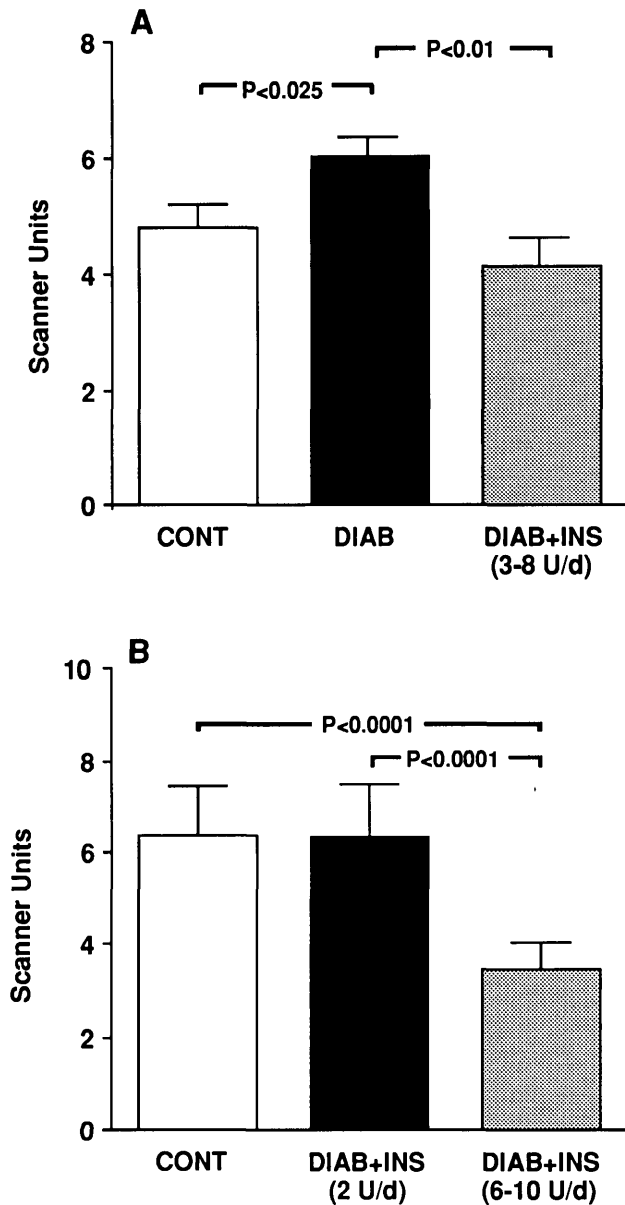 A
P<0.01
P<0.025
8
6
4
2
0
Scanner Units
CONT
DIAB
DIAB+INS
(3-8 U/d)
B
10
P<0.0001
P<0.0001
8
6
4
2
0
Scanner Units
CONT
DIAB+INS
(2 U/d)
DIAB+INS
(6-10 U/d)